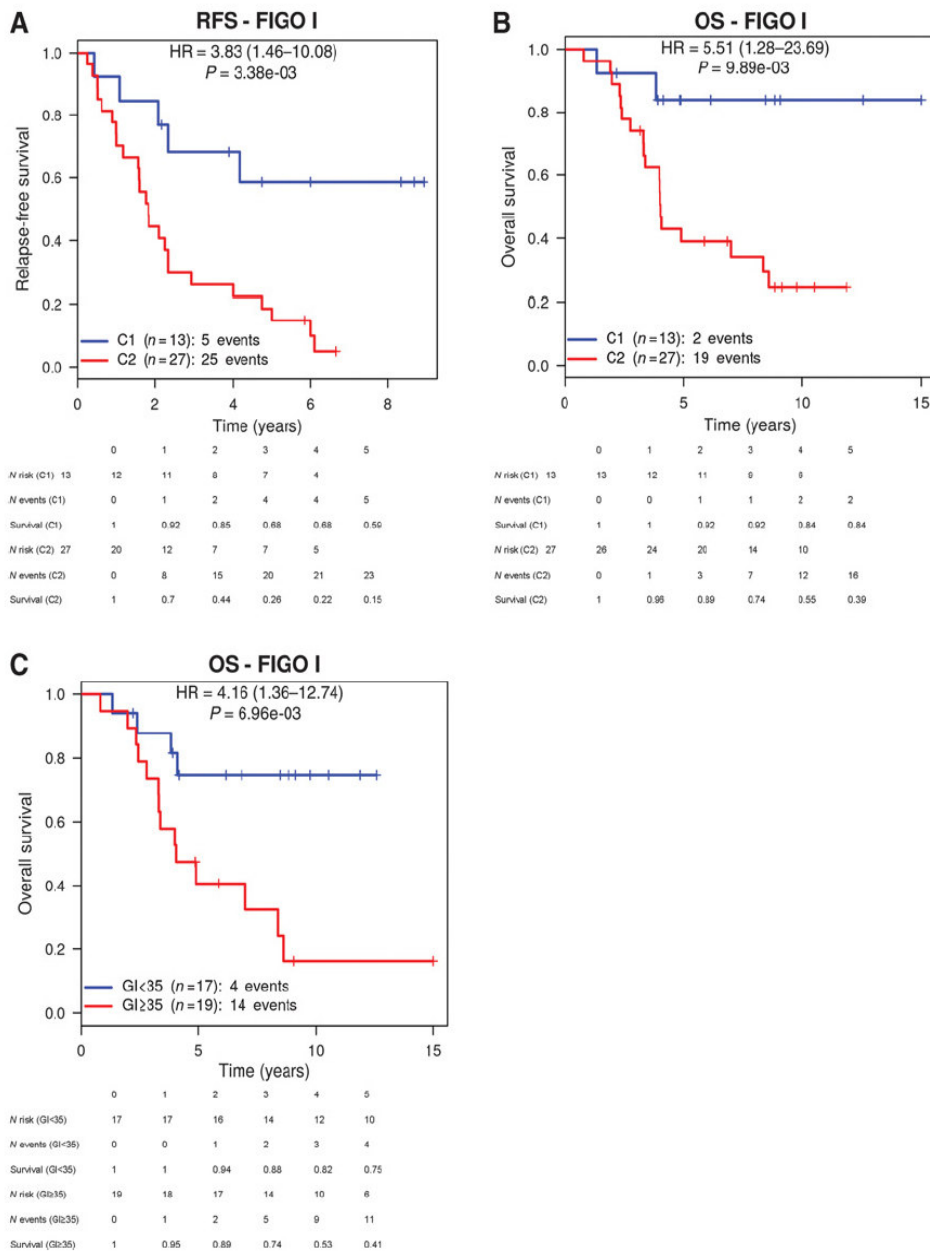 A
RFS - FIGO I
HR = 3.83 (1.46–10.08)
P = 3.38e-03
1.0
0.8
0.6
0.4
0.2
0.0
Relapse-free survival
C1 (n=13): 5 events
C2 (n=27): 25 events
0 2 4 6 8
Time (years)
0 1 2 3 4 5
N risk (C1) 13 12 11 8 7 4
N events (C1) 0 1 2 4 4 5
Survival (C1) 1 0.92 0.85 0.68 0.68 0.59
N risk (C2) 27 20 12 7 7 5
N events (C2) 0 8 15 20 21 23
Survival (C2) 1 0.7 0.44 0.26 0.22 0.15
B
OS - FIGO I
HR = 5.51 (1.28–23.69)
P = 9.89e-03
1.0
0.8
0.6
0.4
0.2
0.0
Overall survival
C1 (n=13): 2 events
C2 (n=27): 19 events
0 5 10 15
Time (years)
0 1 2 3 4 5
N risk (C1) 13 13 12 11 9 6
N events (C1) 0 0 1 1 2 2
Survival (C1) 1 1 0.92 0.92 0.84 0.84
N risk (C2) 27 26 24 20 14 10
N events (C2) 0 1 3 7 12 16
Survival (C2) 1 0.96 0.89 0.74 0.55 0.39
C
OS - FIGO I
HR = 4.16 (1.36–12.74)
P = 6.96e-03
1.0
0.8
0.6
0.4
0.2
0.0
Overall survival
GI<35 (n=17): 4 events
GI≥35 (n=19): 14 events
0 5 10 15
Time (years)
0 1 2 3 4 5
N risk (GI<35) 17 17 16 14 12 10
N events (GI<35) 0 0 1 2 3 4
Survival (GI<35) 1 1 0.94 0.88 0.82 0.75
N risk (GI≥35) 19 18 17 14 10 6
N events (GI≥35) 0 1 2 5 9 11
Survival (GI≥35) 1 0.95 0.89 0.74 0.53 0.41